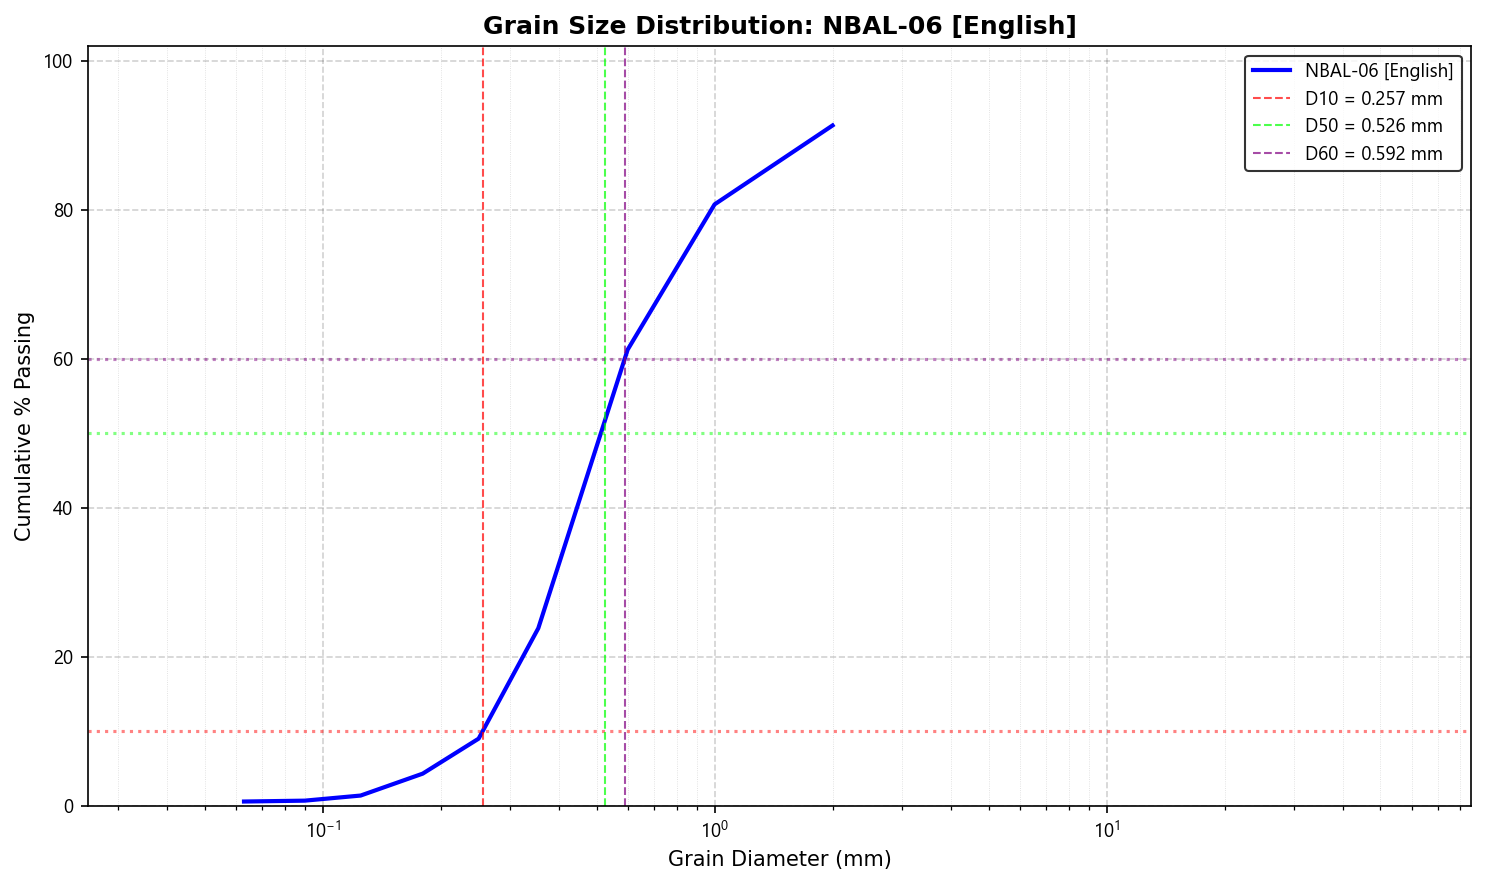 Grain Size Distribution: NBAL-06 [English]
NBAL-06 [English]
D10 = 0.257 mm
D50 = 0.526 mm
D60 = 0.592 mm
Cumulative % Passing
100
80
60
40
20
0
10⁻¹
10⁰
10¹
Grain Diameter (mm)